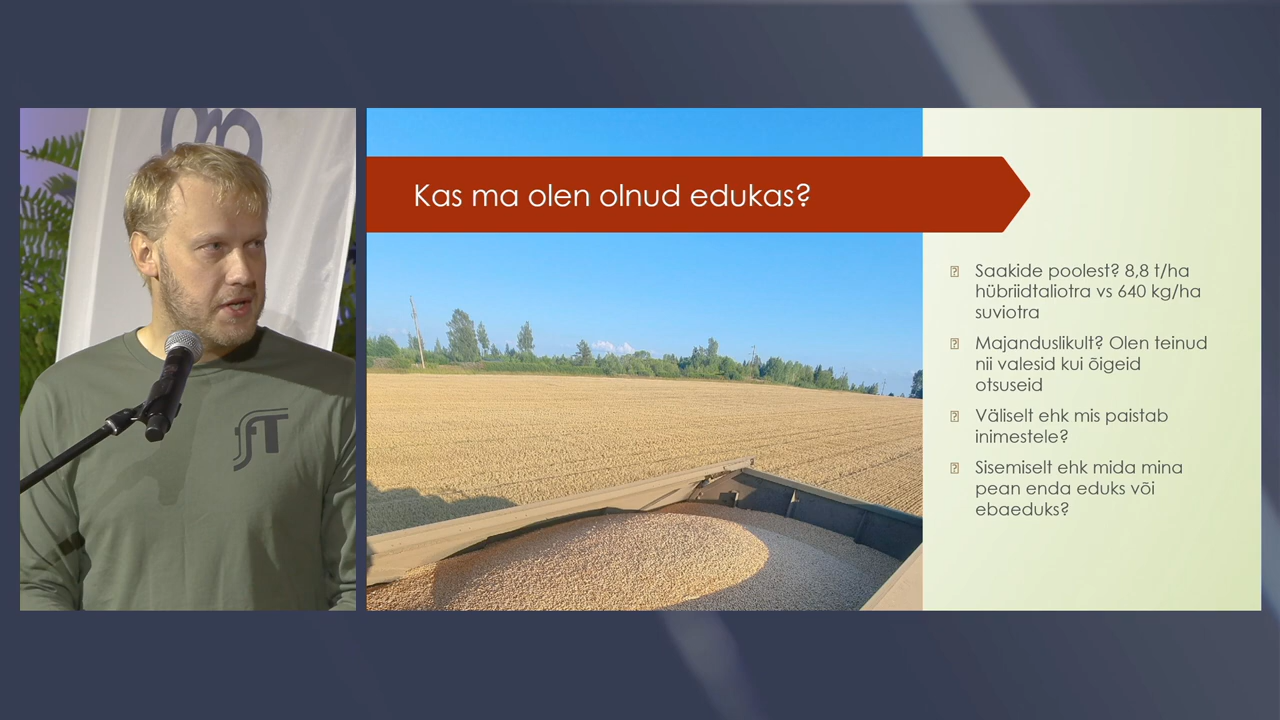 Kas ma olen olnud edukas?
Saakide poolest? 8,8 t/ha
hübriidtaliotra vs 640 kg/ha
suviotra
Majanduslikult? Olen teinud
nii valesid kui õigeid
otsuseid
Väliselt ehk mis paistab
inimestele?
Sisemiselt ehk mida mina
pean enda eduks või
ebaeduks?